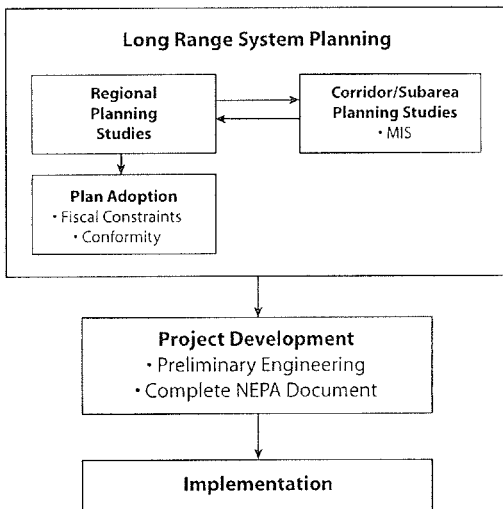 Long Range System Planning
Regional
Planning
Studies
Corridor/Subarea
Planning Studies
• MIS
Plan Adoption
• Fiscal Constraints
• Conformity
Project Development
• Preliminary Engineering
• Complete NEPA Document
Implementation